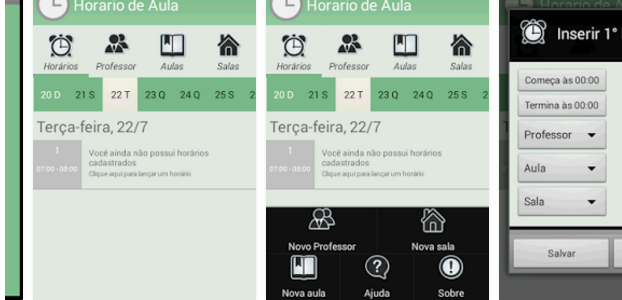 Horario de Aula
Horários Professor Aulas Salas
20 D 21 S 22 T 23 Q 24 Q 25 S 2
Terça-feira, 22/7
1
07:00 - 08:00
Você ainda não possui horários
cadastrados
Clique aqui para lançar um horário
Horario de Aula
Horários Professor Aulas Salas
20 D 21 S 22 T 23 Q 24 Q 25 S 2
Terça-feira, 22/7
1
07:00 - 08:00
Você ainda não possui horários
cadastrados
Clique aqui para lançar um horário
Novo Professor Nova sala
Nova aula Ajuda Sobre
Horario de A
Inserir 1°
Começa às 00:00
Termina às 00:00
Professor
Aula
Sala
Salvar